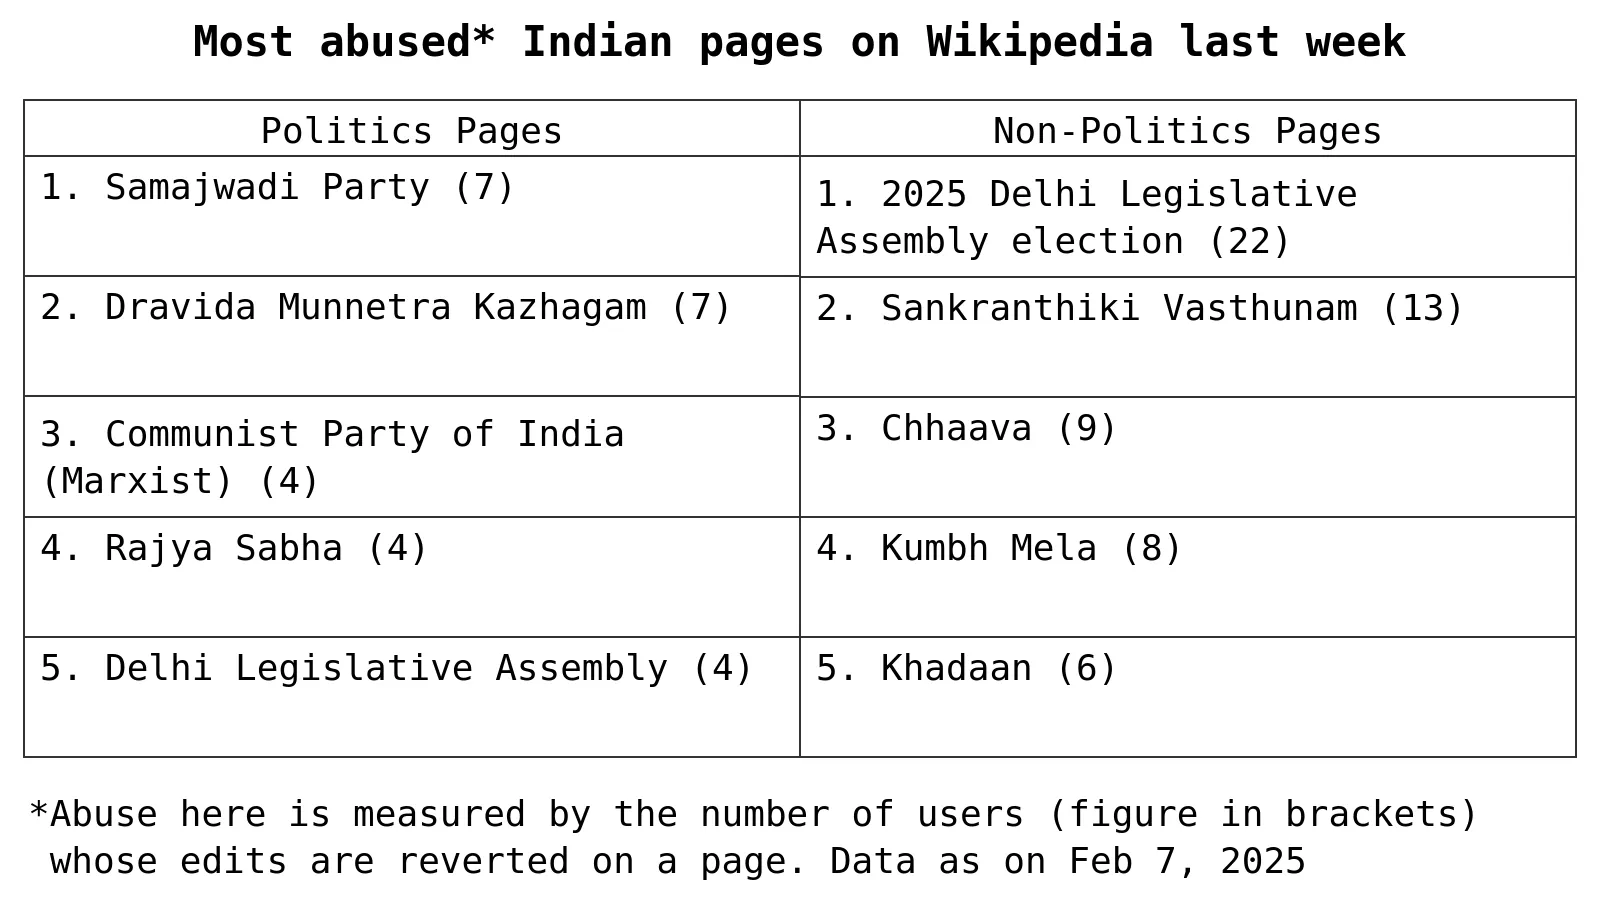 Most abused* Indian pages on Wikipedia last week
Politics Pages
Non-Politics Pages
1. Samajwadi Party (7)
1. 2025 Delhi Legislative
Assembly election (22)
2. Dravida Munnetra Kazhagam (7)
2. Sankranthiki Vasthunam (13)
3. Communist Party of India
(Marxist) (4)
3. Chhaava (9)
4. Rajya Sabha (4)
4. Kumbh Mela (8)
5. Delhi Legislative Assembly (4)
5. Khadaan (6)
*Abuse here is measured by the number of users (figure in brackets)
whose edits are reverted on a page. Data as on Feb 7, 2025